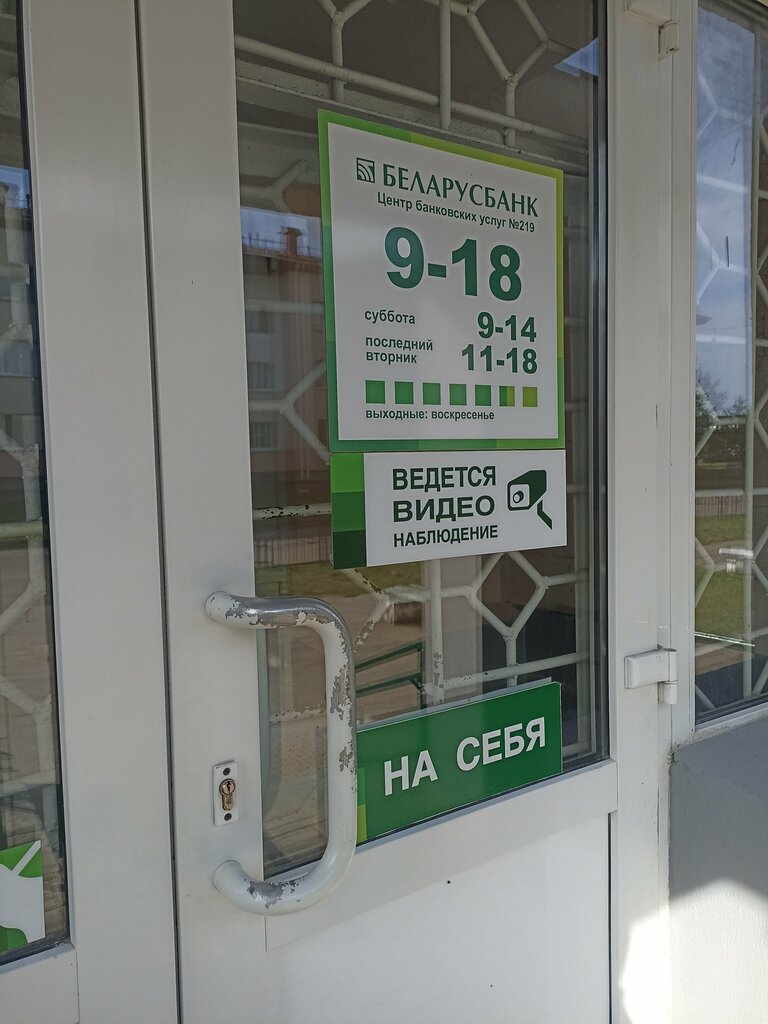 БЕЛАРУСБАНК
Центр банковских услуг №219
9-18
суббота 9-14
последний
вторник 11-18
выходные: воскресенье
ВЕДЕТСЯ
ВИДЕО
НАБЛЮДЕНИЕ
НА СЕБЯ